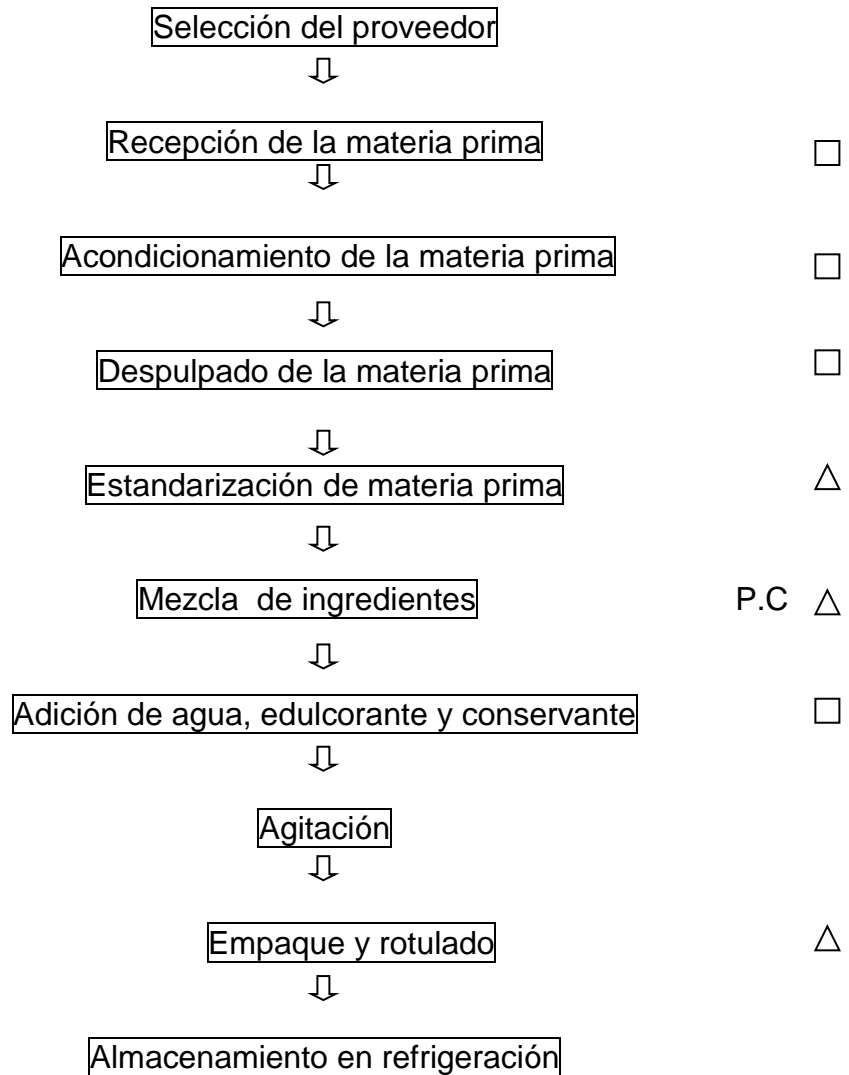 Selección del proveedor
Recepción de la materia prima
Acondicionamiento de la materia prima
Despulpado de la materia prima
Estandarización de materia prima
Mezcla de ingredientes P.C
Adición de agua, edulcorante y conservante
Agitación
Empaque y rotulado
Almacenamiento en refrigeración